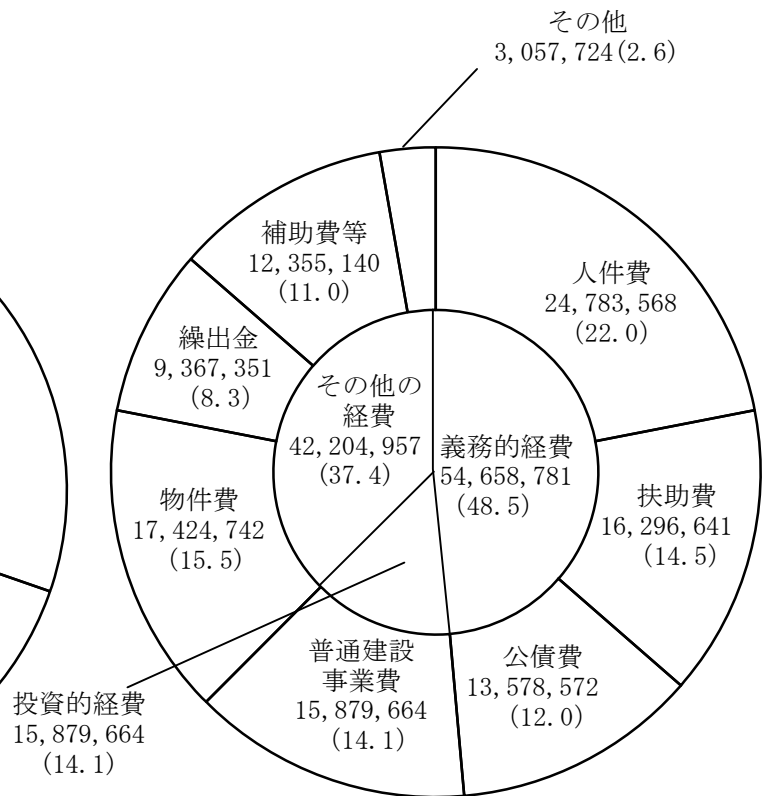 その他
3,057,724(2.6)
補助費等
12,355,140
(11.0)
人件費
24,783,568
(22.0)
繰出金
9,367,351
(8.3)
その他の
経費
42,204,957
(37.4)
義務的経費
54,658,781
(48.5)
物件費
17,424,742
(15.5)
扶助費
16,296,641
(14.5)
普通建設
事業費
15,879,664
(14.1)
公債費
13,578,572
(12.0)
投資的経費
15,879,664
(14.1)